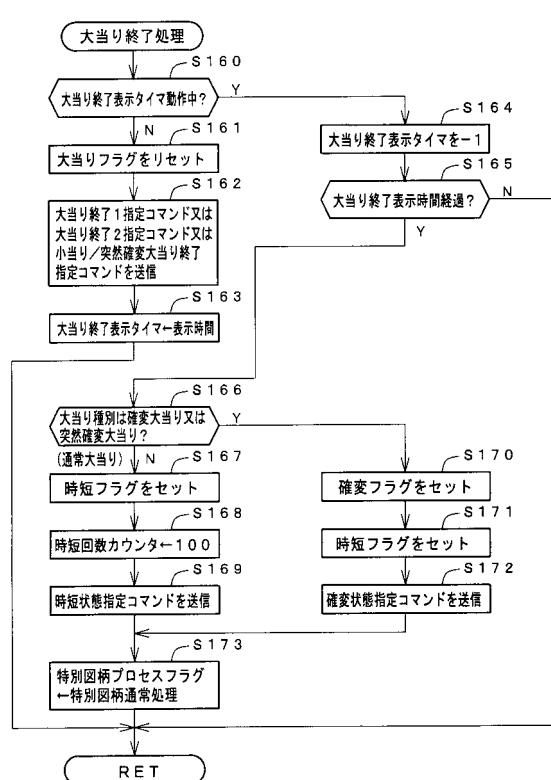 大当り終了処理
S160
大当り終了表示タイマ動作中?
Y
N
S161
大当りフラグをリセット
S162
大当り終了1指定コマンド又は
大当り終了2指定コマンド又は
小当り/突然確変大当り終了
指定コマンドを送信
S163
大当り終了表示タイマ←表示時間
S164
大当り終了表示タイマを−1
S165
大当り終了表示時間経過?
N
Y
S166
大当り種別は確変大当り又は
突然確変大当り?
Y
(通常大当り) N
S167
時短フラグをセット
S168
時短回数カウンタ←100
S169
時短状態指定コマンドを送信
S170
確変フラグをセット
S171
時短フラグをセット
S172
確変状態指定コマンドを送信
S173
特別図柄プロセスフラグ
←特別図柄通常処理
RET